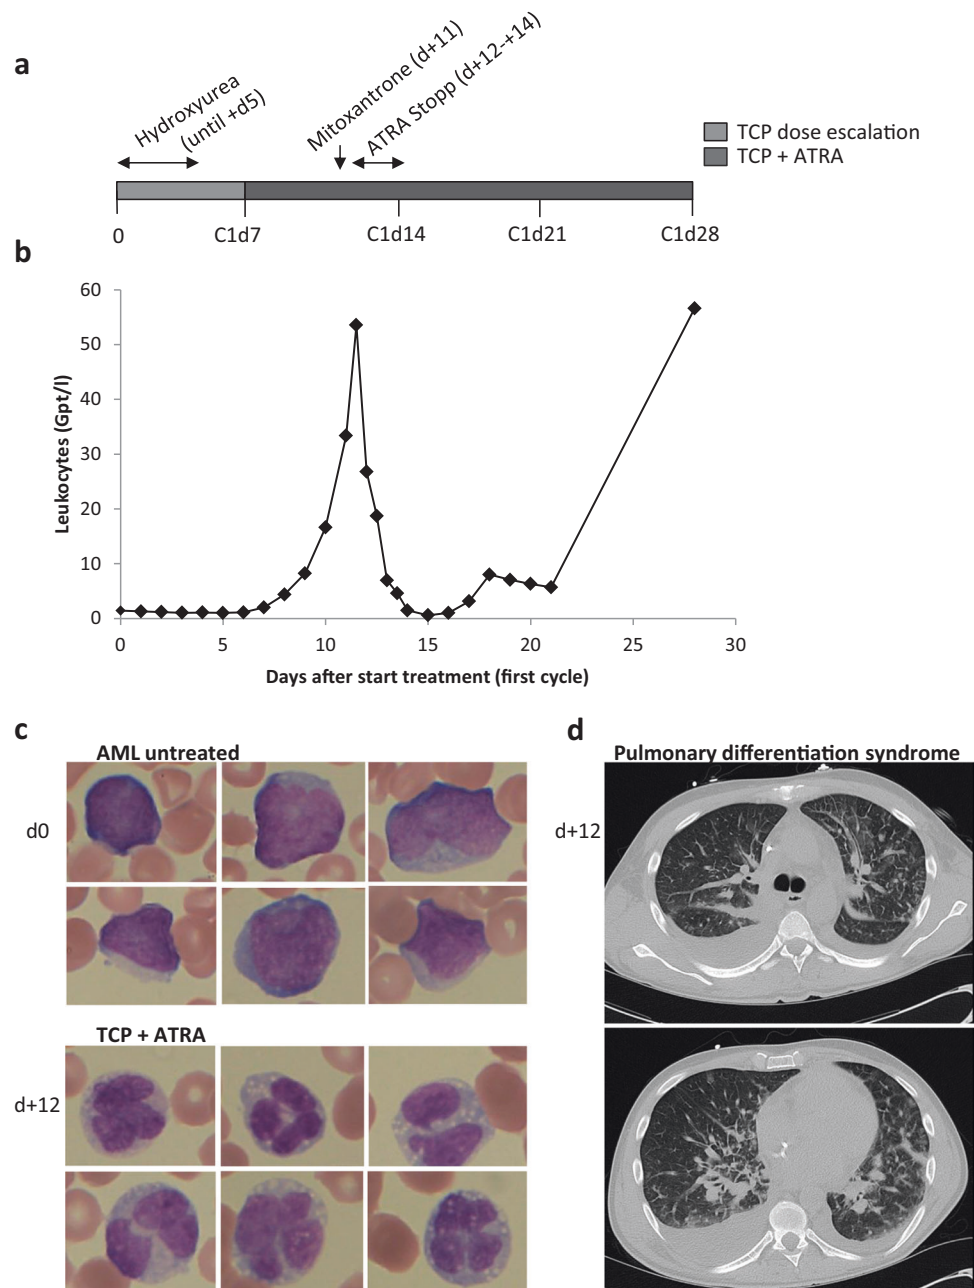 a
Hydroxyurea
(until +d5)
Mitoxantrone (d+11)
ATRA Stopp (d+12-+14)
TCP dose escalation
TCP + ATRA
0
C1d7
C1d14
C1d21
C1d28
b
60
50
40
30
20
10
0
Leukocytes (Gpt/l)
0
5
10
15
20
25
30
Days after start treatment (first cycle)
c
AML untreated
d0
TCP + ATRA
d+12
d
Pulmonary differentiation syndrome
d+12